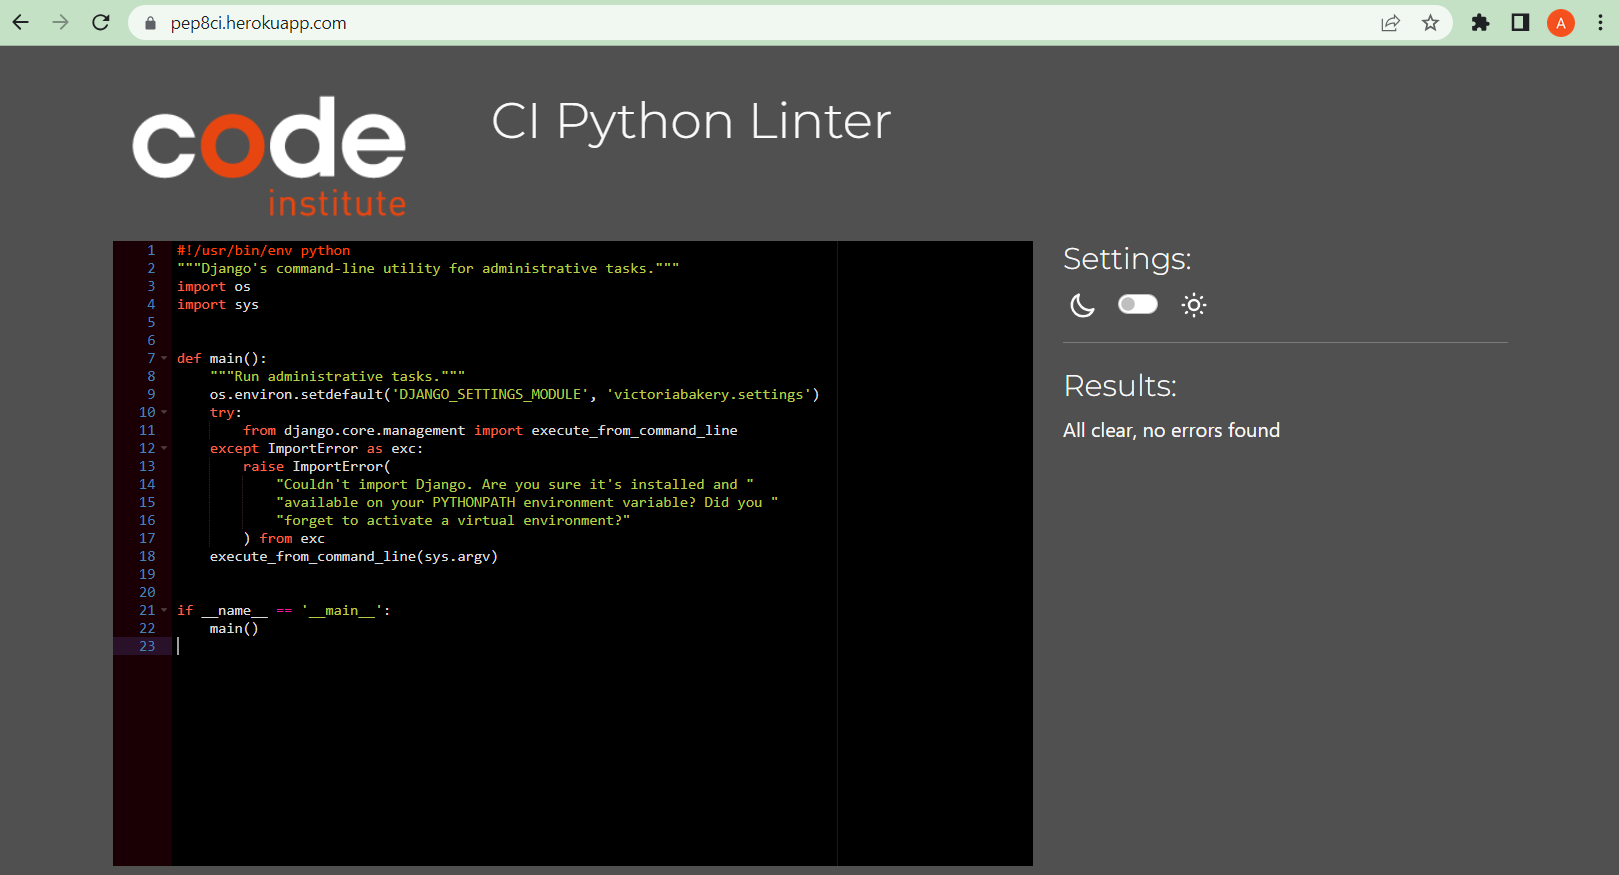 pep8ci.herokuapp.com
A
code
institute
CI Python Linter
1 #!/usr/bin/env python
2 """Django's command-line utility for administrative tasks."""
3 import os
4 import sys
5
6
7 def main():
8     """Run administrative tasks."""
9     os.environ.setdefault('DJANGO_SETTINGS_MODULE', 'victoriabakery.settings')
10     try:
11         from django.core.management import execute_from_command_line
12     except ImportError as exc:
13         raise ImportError(
14             "Couldn't import Django. Are you sure it's installed and "
15             "available on your PYTHONPATH environment variable? Did you "
16             "forget to activate a virtual environment?"
17         ) from exc
18     execute_from_command_line(sys.argv)
19
20
21 if __name__ == '__main__':
22     main()
23
Settings:
Results:
All clear, no errors found